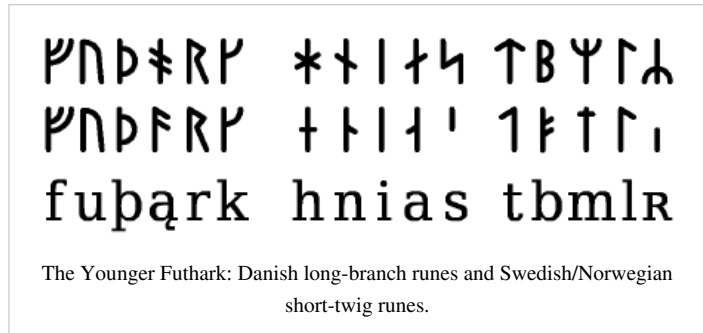 ᚠᚢᚦᚬᚱᚴ ᚼᚾᛁᛅᛋ ᛏᛒᛘᛚᛦ
ᚠᚢᚦᚨᚱᚴ ᚽᚿᛁᛆᛌ ᛐᛓᛙᛚᛧ
fuþąrk hnias tbmlʀ
The Younger Futhark: Danish long-branch runes and Swedish/Norwegian
short-twig runes.